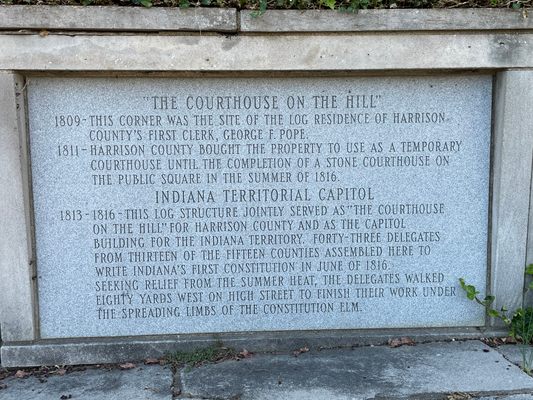 "THE COURTHOUSE ON THE HILL"
1809 - THIS CORNER WAS THE SITE OF THE LOG RESIDENCE OF HARRISON
COUNTY'S FIRST CLERK, GEORGE F. POPE.
1811 - HARRISON COUNTY BOUGHT THE PROPERTY TO USE AS A TEMPORARY
COURTHOUSE UNTIL THE COMPLETION OF A STONE COURTHOUSE ON
THE PUBLIC SQUARE IN THE SUMMER OF 1816.
INDIANA TERRITORIAL CAPITOL
1813 - 1816 - THIS LOG STRUCTURE JOINTLY SERVED AS "THE COURTHOUSE
ON THE HILL" FOR HARRISON COUNTY AND AS THE CAPITOL
BUILDING FOR THE INDIANA TERRITORY. FORTY-THREE DELEGATES
FROM THIRTEEN OF THE FIFTEEN COUNTIES ASSEMBLED HERE TO
WRITE INDIANA'S FIRST CONSTITUTION IN JUNE OF 1816.
SEEKING RELIEF FROM THE SUMMER HEAT, THE DELEGATES WALKED
EIGHTY YARDS WEST ON HIGH STREET TO FINISH THEIR WORK UNDER
THE SPREADING LIMBS OF THE CONSTITUTION ELM.